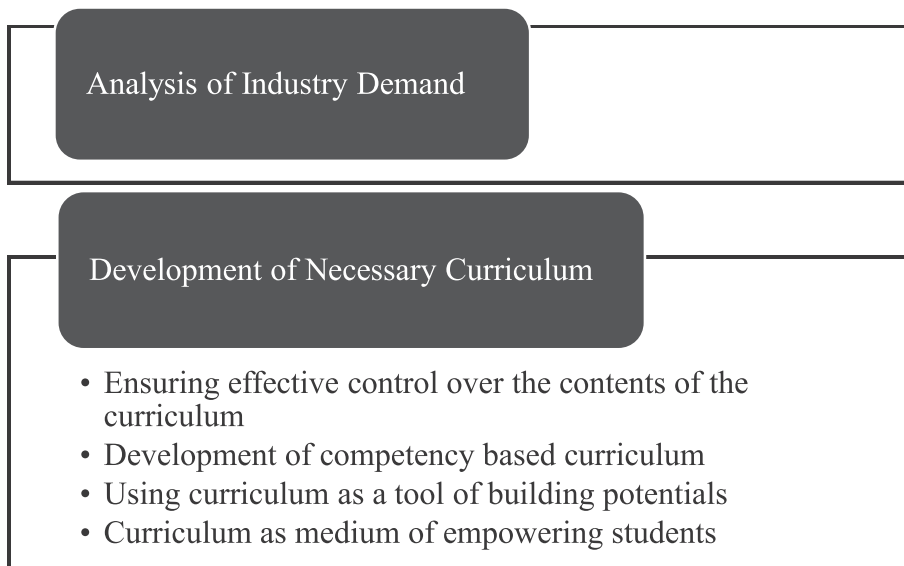 Analysis of Industry Demand
Development of Necessary Curriculum
• Ensuring effective control over the contents of the
curriculum
• Development of competency based curriculum
• Using curriculum as a tool of building potentials
• Curriculum as medium of empowering students